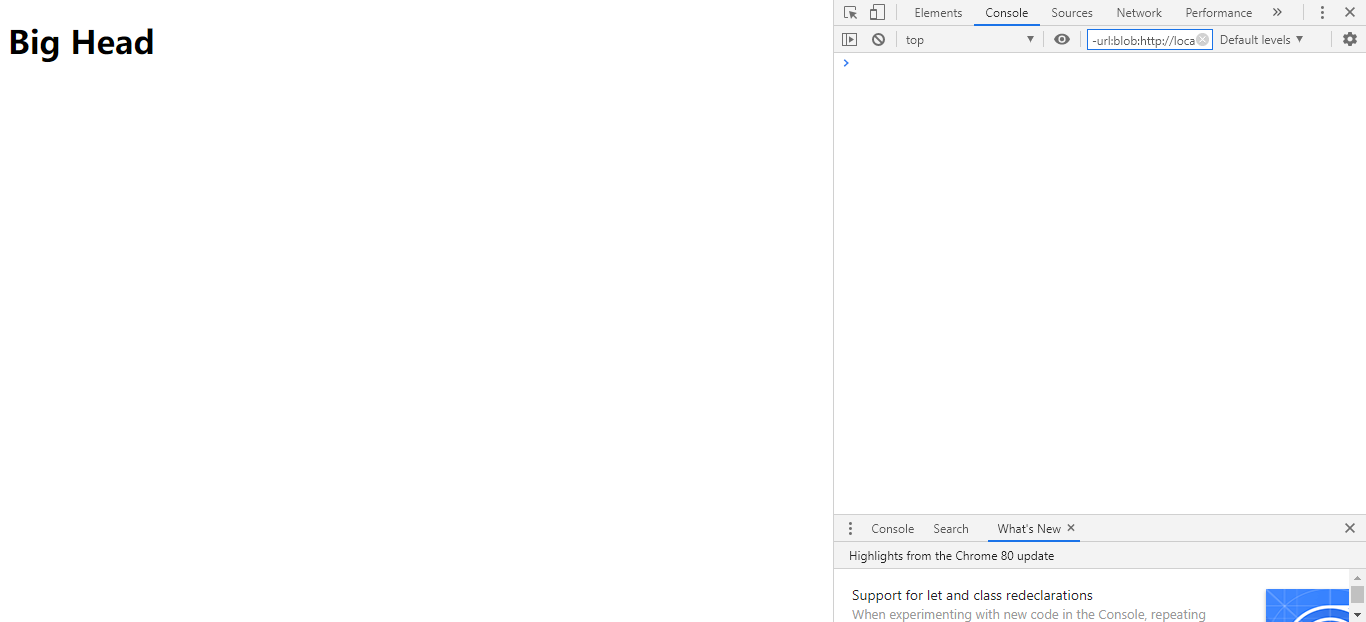 Big Head
Elements Console Sources Network Performance
top -url:blob:http://loca Default levels
Console Search What's New
Highlights from the Chrome 80 update
Support for let and class redeclarations
When experimenting with new code in the Console, repeating